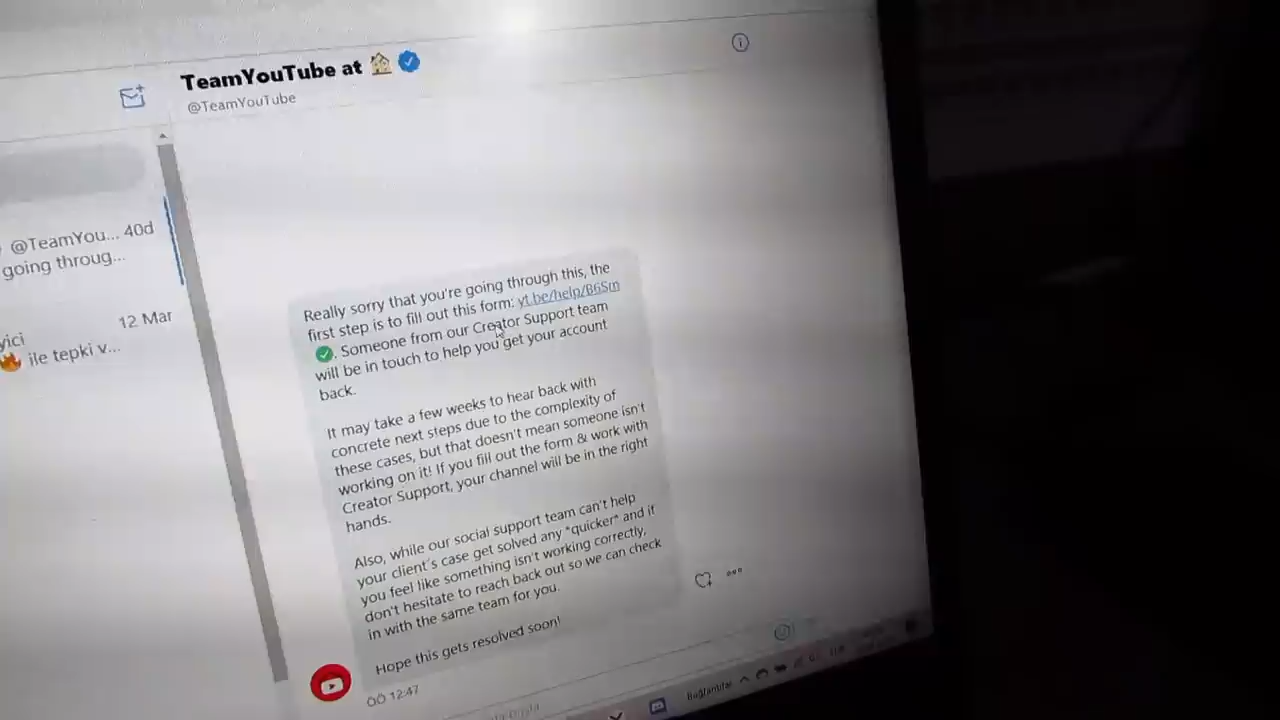 TeamYouTube at 🏠
@TeamYouTube
@TeamYou... 40d
going throug...
12 Mar
yici
🔥 ile tepki v...
Really sorry that you're going through this, the
first step is to fill out this form: yt.be/help/B6Sm
✅. Someone from our Creator Support team
will be in touch to help you get your account
back.
It may take a few weeks to hear back with
concrete next steps due to the complexity of
these cases, but that doesn't mean someone isn't
working on it! If you fill out the form & work with
Creator Support, your channel will be in the right
hands.
Also, while our social support team can't help
your client's case get solved any *quicker* and it
you feel like something isn't working correctly,
don't hesitate to reach back out so we can check
in with the same team for you.
Hope this gets resolved soon!
ÖÖ 12:47
Bağlantılar